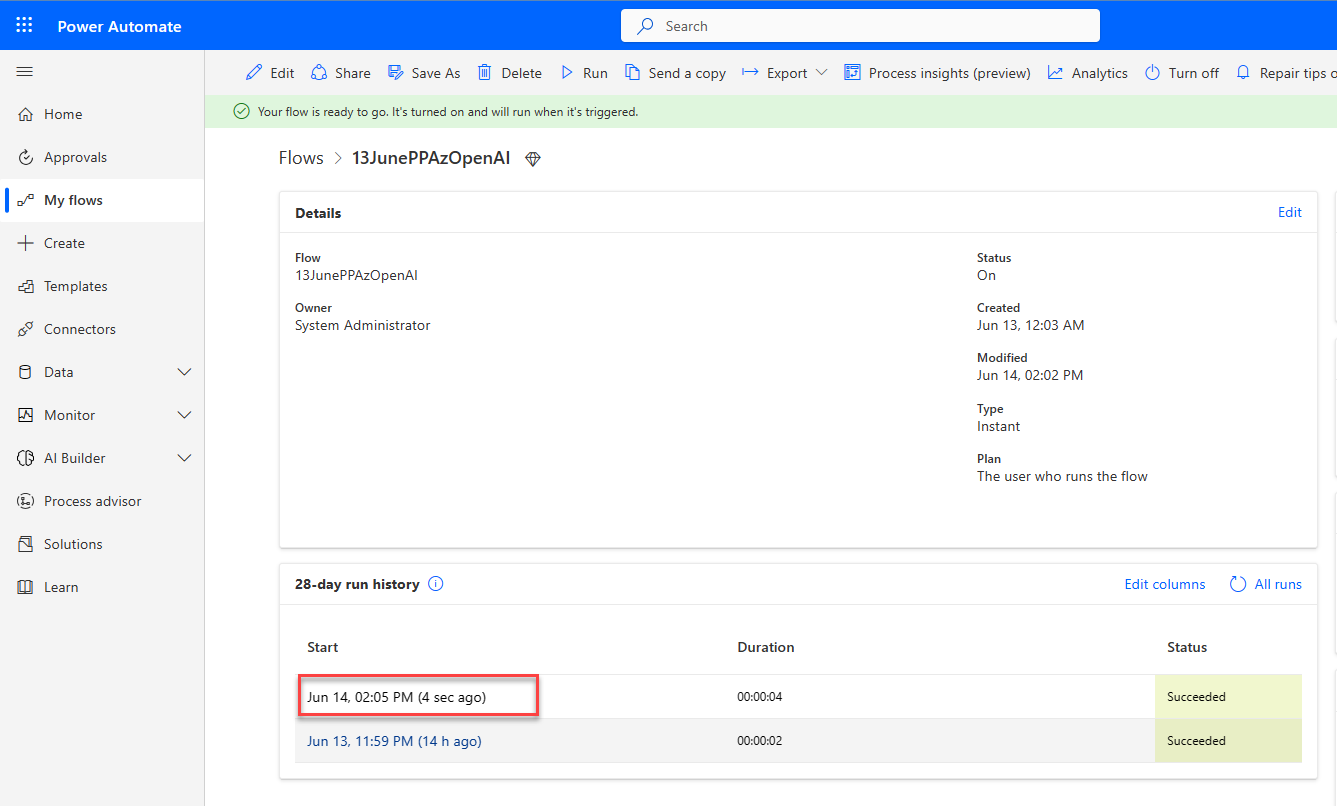 Power Automate
Search
Edit Share Save As Delete Run Send a copy Export Process insights (preview) Analytics Turn off Repair tips
Your flow is ready to go. It's turned on and will run when it's triggered.
Home
Approvals
My flows
Create
Templates
Connectors
Data
Monitor
AI Builder
Process advisor
Solutions
Learn
Flows > 13JunePPAzOpenAI
Details Edit
Flow
13JunePPAzOpenAI
Owner
System Administrator
Status
On
Created
Jun 13, 12:03 AM
Modified
Jun 14, 02:02 PM
Type
Instant
Plan
The user who runs the flow
28-day run history Edit columns All runs
Start Duration Status
Jun 14, 02:05 PM (4 sec ago) 00:00:04 Succeeded
Jun 13, 11:59 PM (14 h ago) 00:00:02 Succeeded